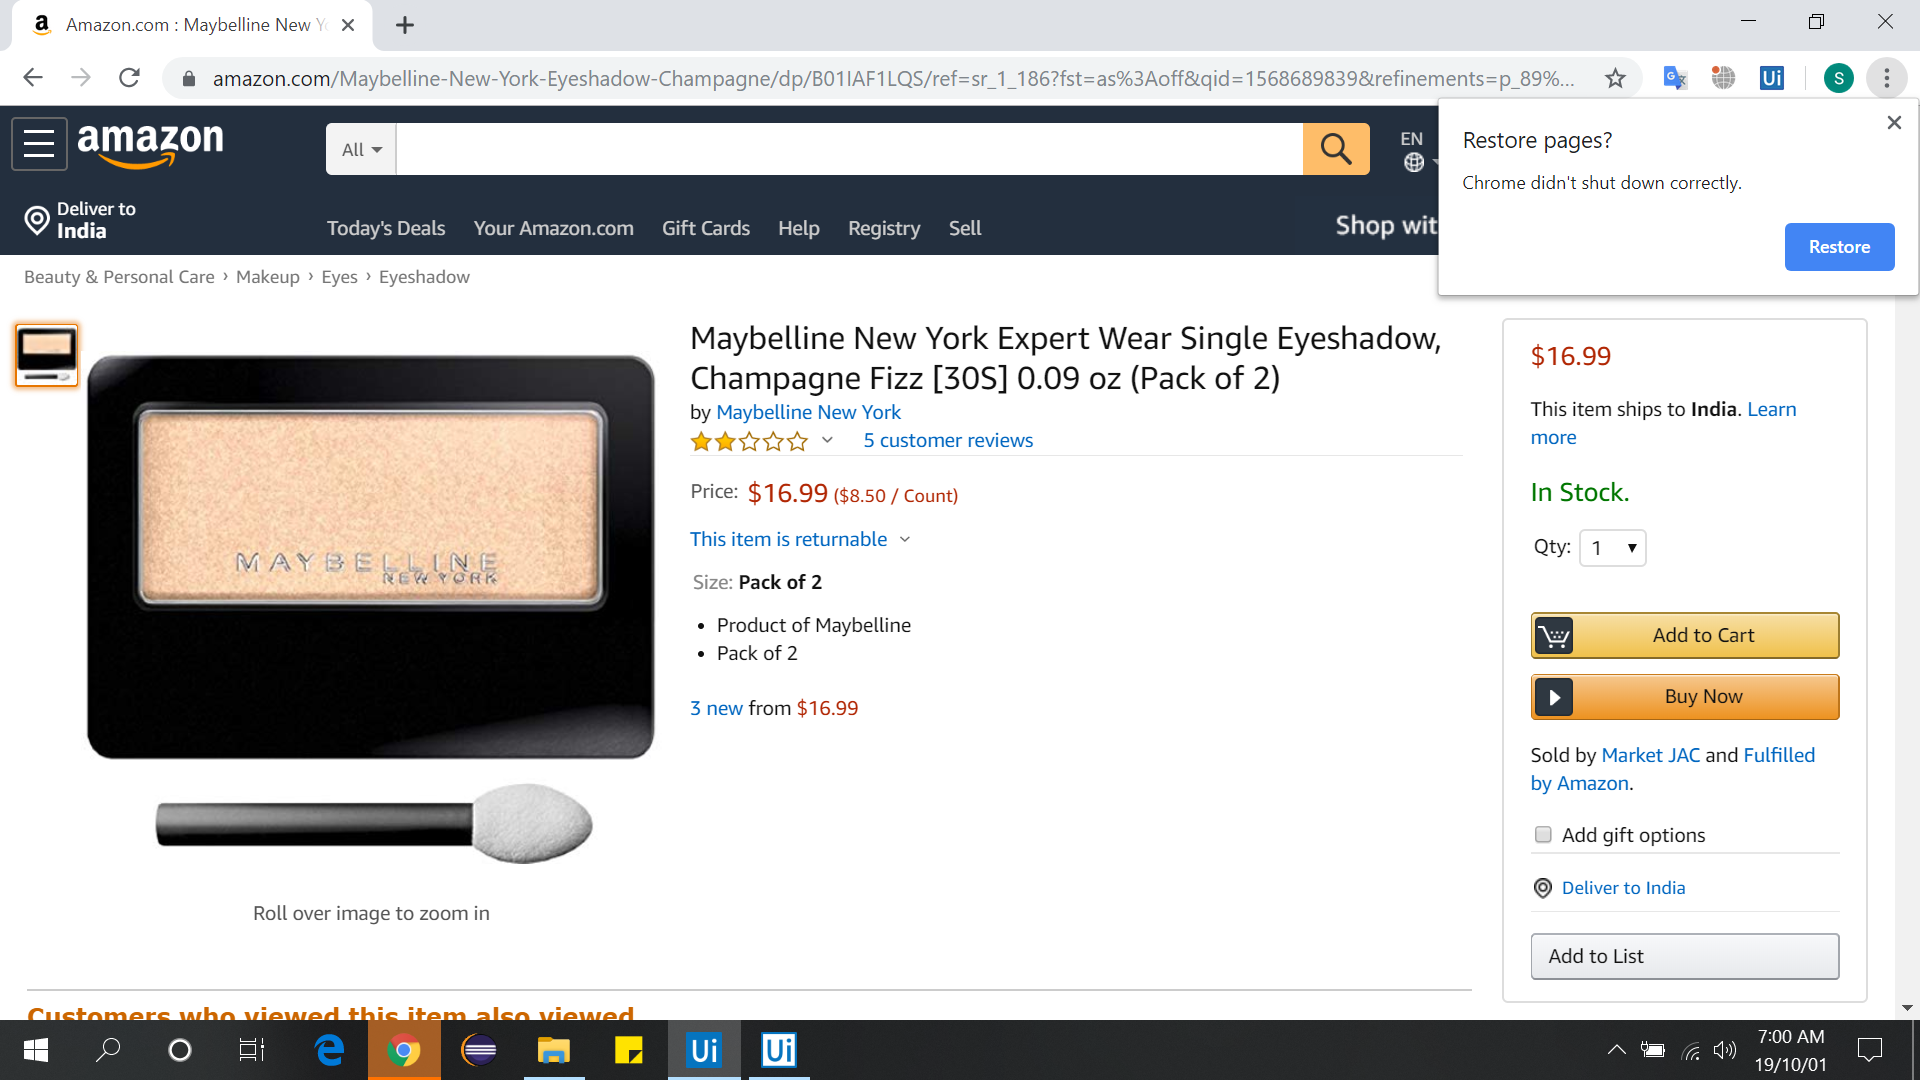 Amazon.com : Maybelline New Y
amazon.com/Maybelline-New-York-Eyeshadow-Champagne/dp/B01IAF1LQS/ref=sr_1_186?fst=as%3Aoff&qid=1568689839&refinements=p_89%...
S
Ui
Restore pages?
Chrome didn't shut down correctly.
Restore
amazon
All
EN
Deliver to
India
Today's Deals
Your Amazon.com
Gift Cards
Help
Registry
Sell
Shop wit
Beauty & Personal Care › Makeup › Eyes › Eyeshadow
MAYBELLINE
NEW YORK
Roll over image to zoom in
Maybelline New York Expert Wear Single Eyeshadow,
Champagne Fizz [30S] 0.09 oz (Pack of 2)
by Maybelline New York
5 customer reviews
Price: $16.99 ($8.50 / Count)
This item is returnable
Size: Pack of 2
• Product of Maybelline
• Pack of 2
3 new from $16.99
$16.99
This item ships to India. Learn
more
In Stock.
Qty: 1
Add to Cart
Buy Now
Sold by Market JAC and Fulfilled
by Amazon.
Add gift options
Deliver to India
Add to List
Customers who viewed this item also viewed
Ui
Ui
7:00 AM
19/10/01